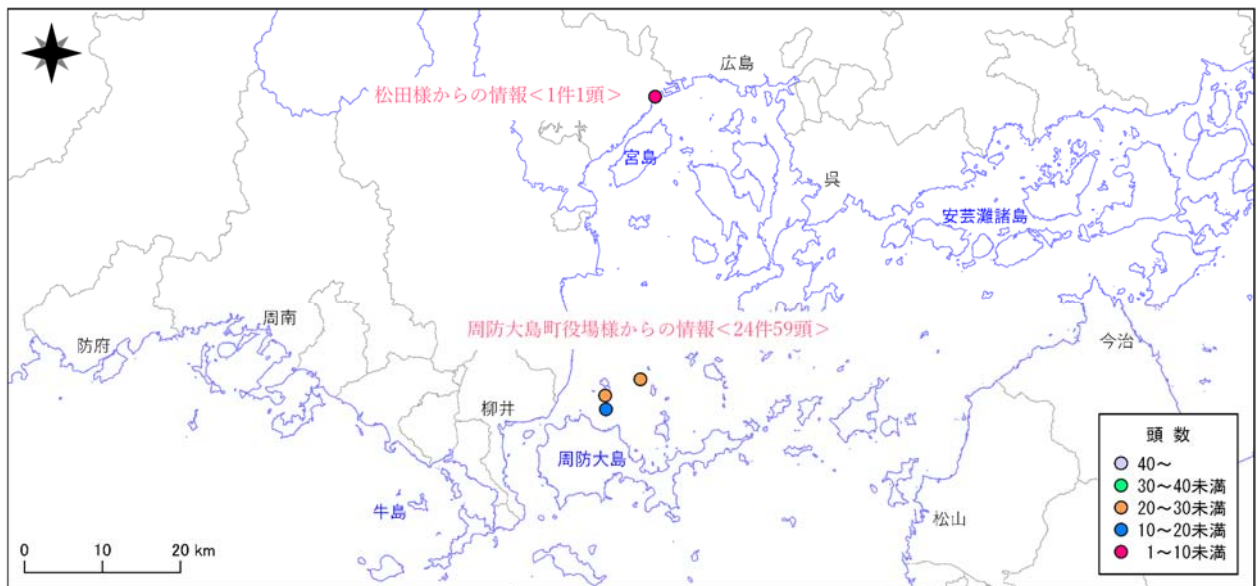 広島
松田様からの情報＜1件1頭＞
宮島
呉
安芸灘諸島
周南
周防大島町役場様からの情報＜24件59頭＞
防府
今治
柳井
周防大島
牛島
松山
頭 数
40～
30～40未満
20～30未満
10～20未満
1～10未満
0 10 20 km